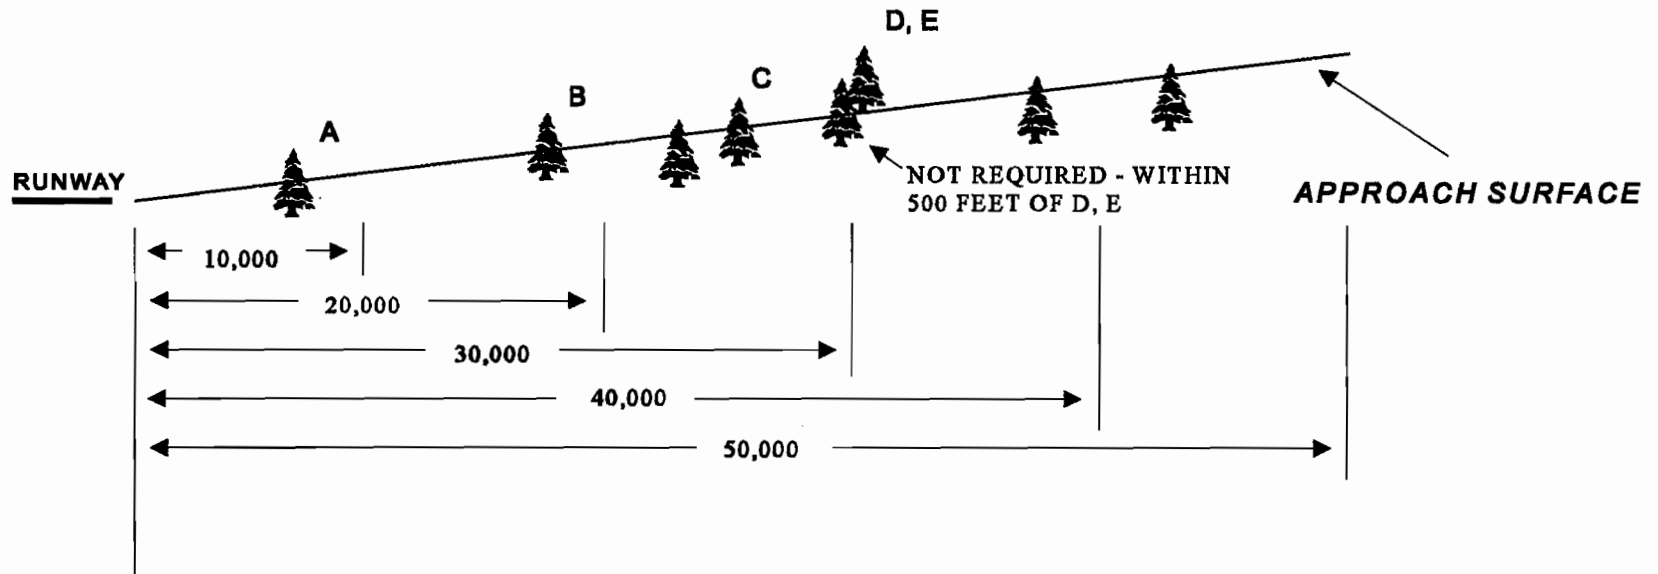 D, E
C
B
A
RUNWAY
NOT REQUIRED - WITHIN
500 FEET OF D, E
APPROACH SURFACE
10,000
20,000
30,000
40,000
50,000